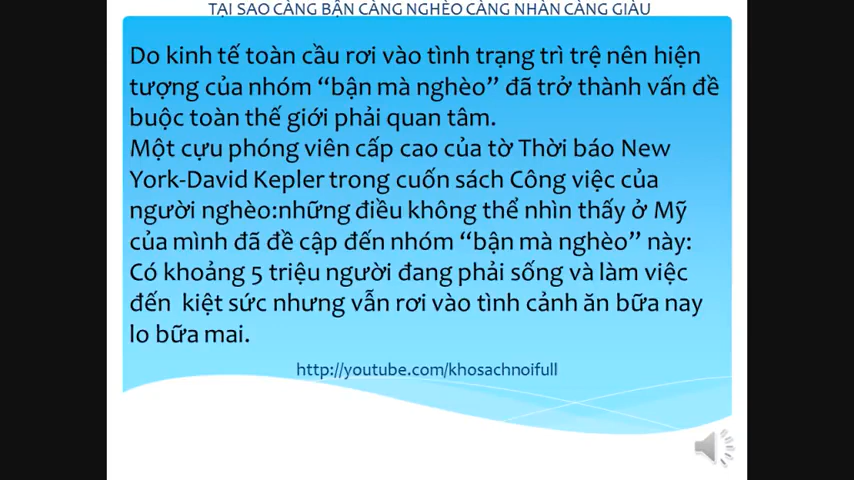 TẠI SAO CÀNG BẬN CÀNG NGHÈO CÀNG NHÀN CÀNG GIÀU
Do kinh tế toàn cầu rơi vào tình trạng trì trệ nên hiện
tượng của nhóm “bận mà nghèo” đã trở thành vấn đề
buộc toàn thế giới phải quan tâm.
Một cựu phóng viên cấp cao của tờ Thời báo New
York-David Kepler trong cuốn sách Công việc của
người nghèo:những điều không thể nhìn thấy ở Mỹ
của mình đã đề cập đến nhóm “bận mà nghèo” này:
Có khoảng 5 triệu người đang phải sống và làm việc
đến kiệt sức nhưng vẫn rơi vào tình cảnh ăn bữa nay
lo bữa mai.
http://youtube.com/khosachnoifull